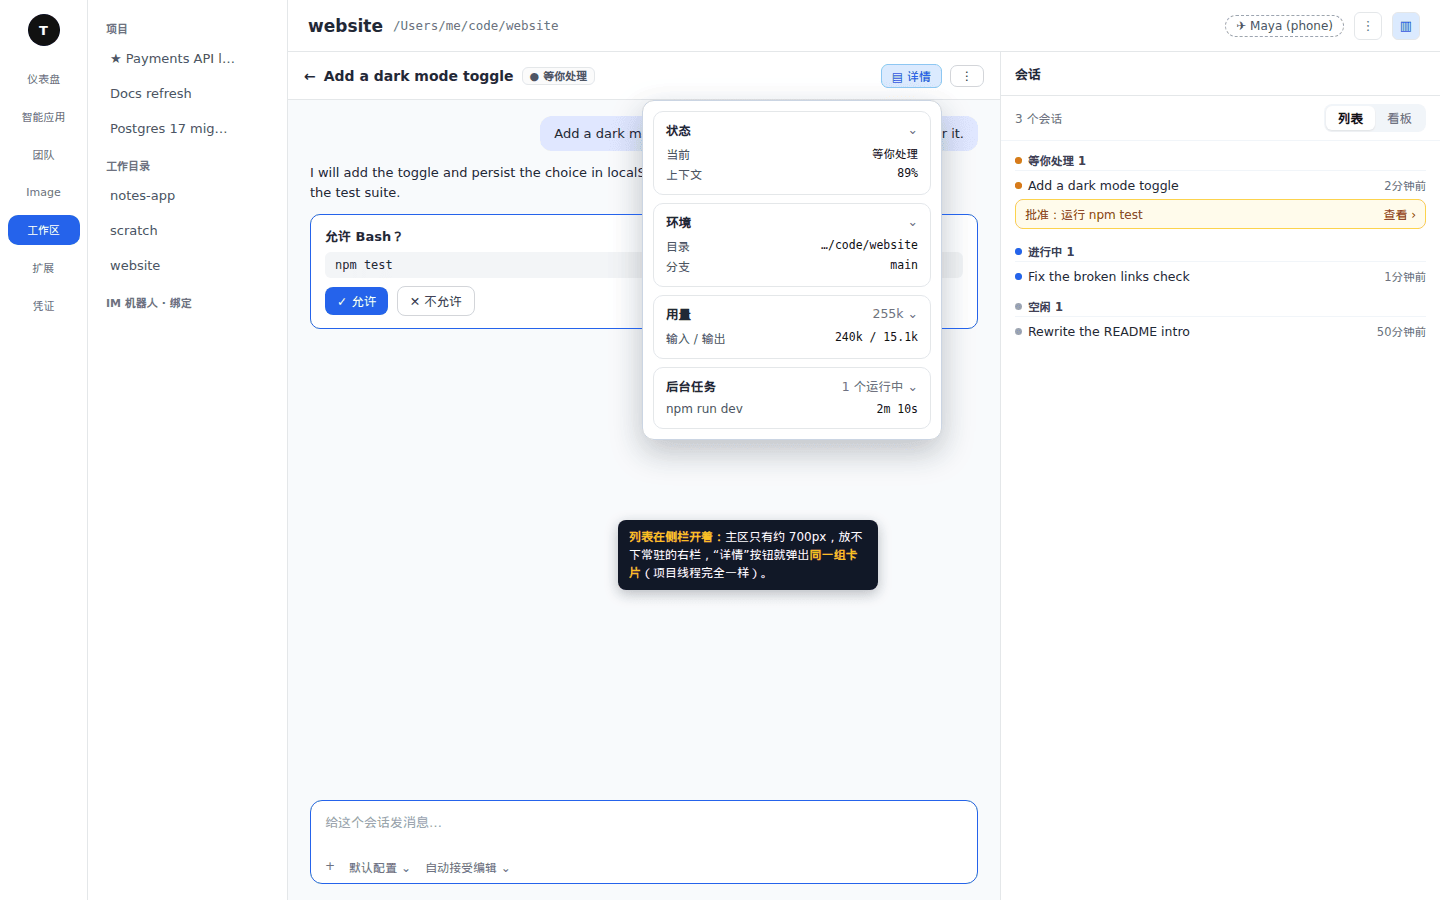 T
仪表盘
智能应用
团队
Image
工作区
扩展
凭证
项目
★ Payments API l…
Docs refresh
Postgres 17 mig…
工作目录
notes-app
scratch
website
IM 机器人 · 绑定
website /Users/me/code/website
✈ Maya (phone)
⋮
← Add a dark mode toggle ● 等你处理
▤ 详情
⋮
Add a dark m
r it.
I will add the toggle and persist the choice in localS
the test suite.
允许 Bash？
npm test
✓ 允许
✕ 不允许
状态 ⌄
当前 等你处理
上下文 89%
环境 ⌄
目录 …/code/website
分支 main
用量 255k ⌄
输入 / 输出 240k / 15.1k
后台任务 1 个运行中 ⌄
npm run dev 2m 10s
列表在侧栏开着：主区只有约 700px，放不
下常驻的右栏，“详情”按钮就弹出同一组卡
片（项目线程完全一样）。
给这个会话发消息…
+ 默认配置 ⌄ 自动接受编辑 ⌄
会话
3 个会话 列表 看板
等你处理 1
Add a dark mode toggle 2分钟前
批准：运行 npm test 查看 ›
进行中 1
Fix the broken links check 1分钟前
空闲 1
Rewrite the README intro 50分钟前